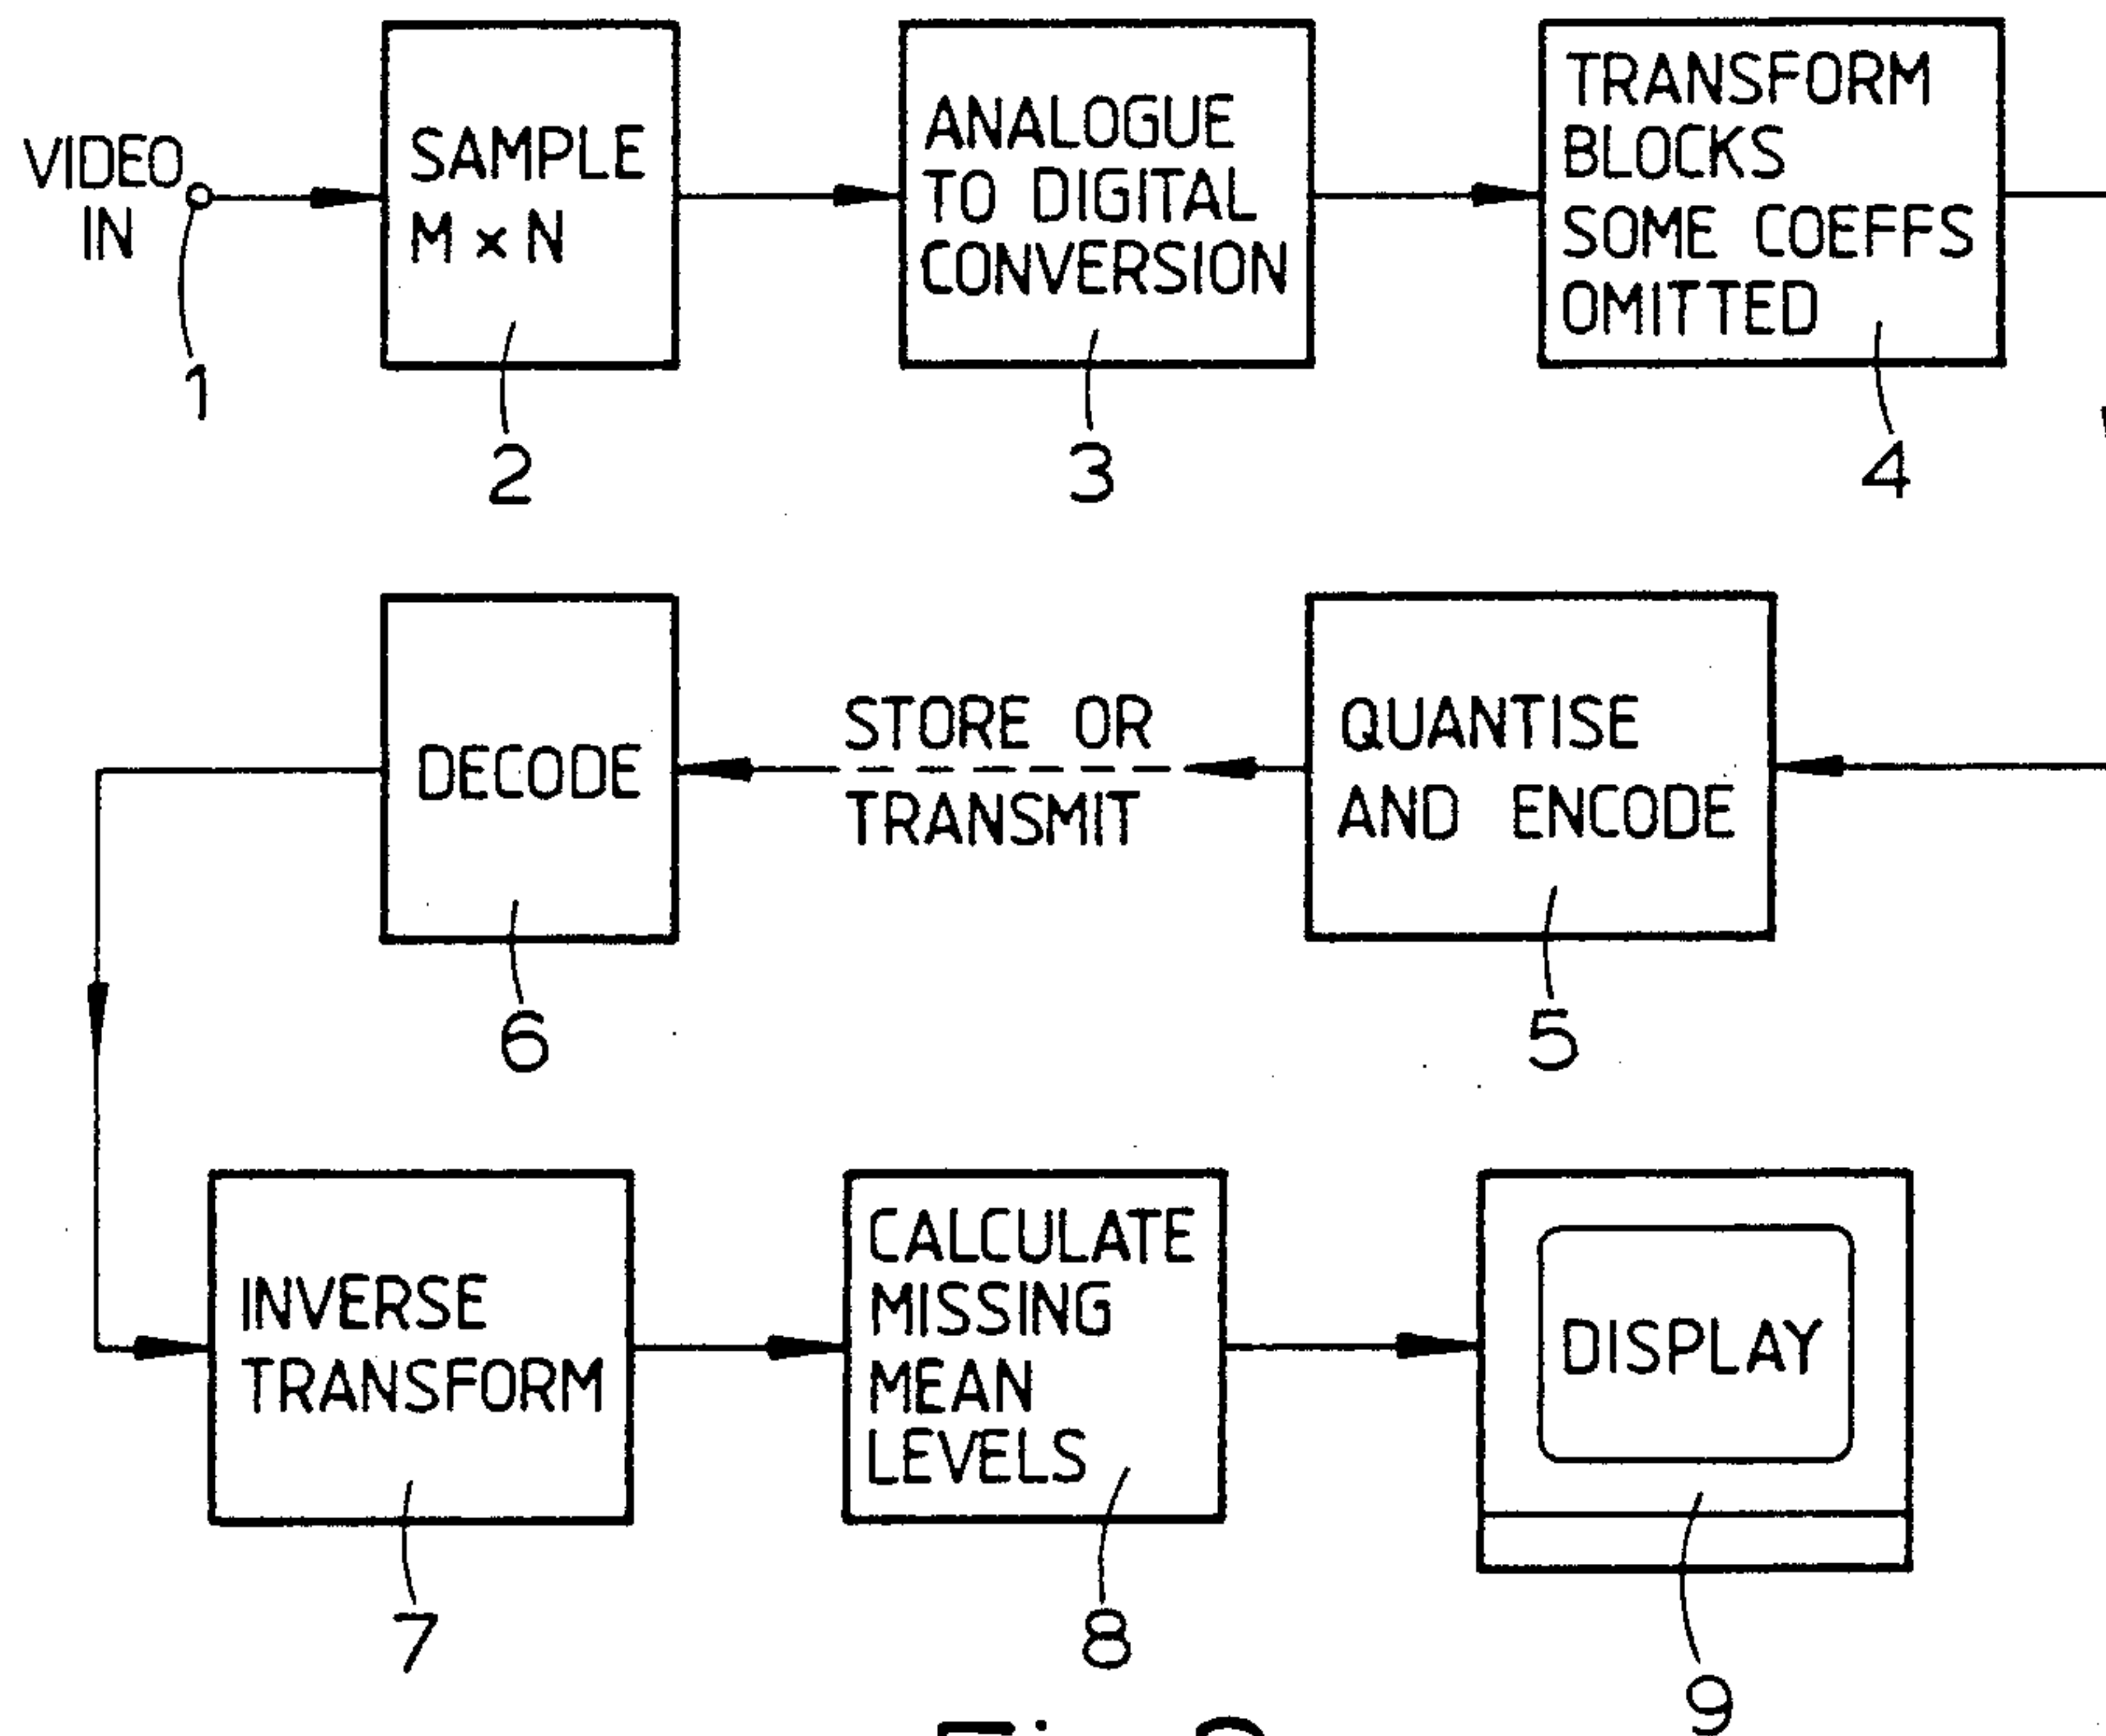 VIDEO
IN
1
SAMPLE
M × N
2
ANALOGUE
TO DIGITAL
CONVERSION
3
TRANSFORM
BLOCKS
SOME COEFFS
OMITTED
4
DECODE
6
STORE OR
TRANSMIT
QUANTISE
AND ENCODE
5
INVERSE
TRANSFORM
7
CALCULATE
MISSING
MEAN
LEVELS
8
DISPLAY
9